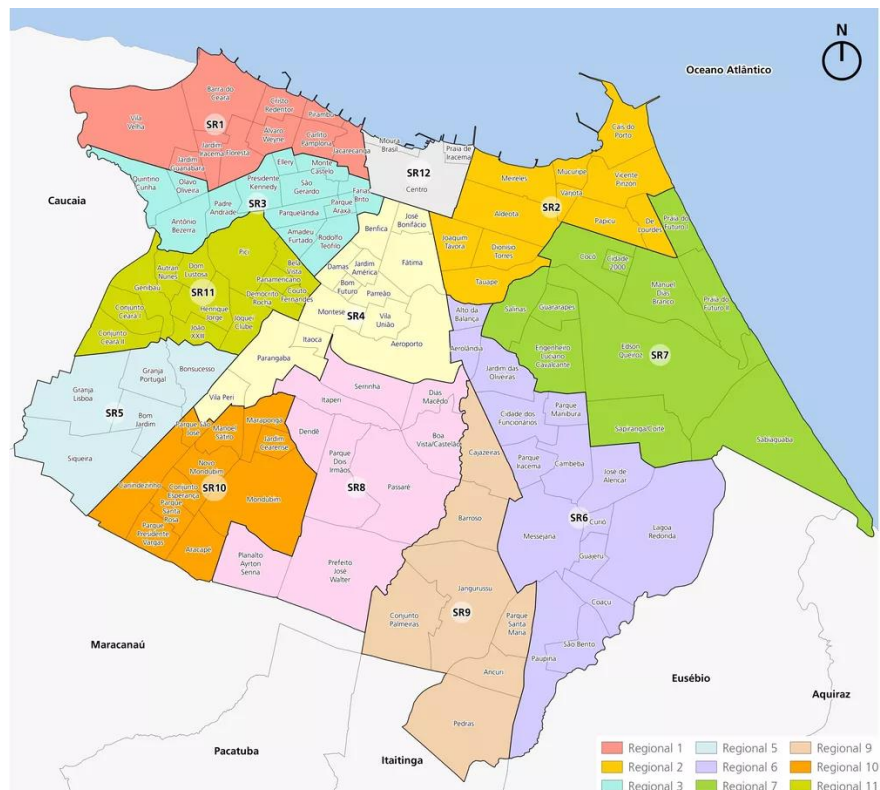 N
Oceano Atlântico
Caucaia
Maracanaú
Pacatuba
Itaitinga
Eusébio
Aquiraz
SR1
Vila
Velha
Barra do
Ceará
Cristo
Redentor
Pirambu
Jardim
Iracema
Floresta
Álvaro
Weyne
Carlito
Pamplona
Jacarecanga
Jardim
Guanabara
SR12
Moura
Brasil
Praia de
Iracema
Centro
SR2
Cais do
Porto
Meireles
Mucuripe
Vicente
Pinzon
Varjota
Aldeota
Papicu
De
Lourdes
Joaquim
Távora
Dionísio
Torres
Tauape
SR3
Quintino
Cunha
Olavo
Oliveira
Antônio
Bezerra
Padre
Andrade
Presidente
Kennedy
Ellery
Monte
Castelo
São
Gerardo
Farias
Brito
Parquelândia
Parque
Araxá
Amadeu
Furtado
Rodolfo
Teófilo
SR4
José
Bonifácio
Benfica
Fátima
Damas
Jardim
América
Bom
Futuro
Parreão
Montese
Vila
União
Aeroporto
Itaoca
Parangaba
Vila Peri
SR11
Pici
Autran
Nunes
Dom
Lustosa
Genibaú
Bela
Vista
Panamericano
Couto
Fernandes
Demócrito
Rocha
Henrique
Jorge
Jóquei
Clube
João
XXIII
Conjunto
Ceará I
Conjunto
Ceará II
SR5
Granja
Portugal
Bonsucesso
Granja
Lisboa
Bom
Jardim
Siqueira
SR10
Parque São
José
Manoel
Sátiro
Maraponga
Jardim
Cearense
Novo
Mondubim
Canindezinho
Conjunto
Esperança
Parque
Santa
Rosa
Mondubim
Parque
Presidente
Vargas
Aracapé
SR8
Serrinha
Itaperi
Dias
Macêdo
Dendê
Boa
Vista/Castelão
Parque
Dois
Irmãos
Passaré
Planalto
Ayrton
Senna
Prefeito
José
Walter
SR9
Cajazeiras
Barroso
Jangurussu
Conjunto
Palmeiras
Parque
Santa
Maria
Ancuri
Pedras
SR6
Alto da
Balança
Aerolândia
Jardim das
Oliveiras
Cidade dos
Funcionários
Parque
Manibura
Parque
Iracema
Cambeba
José de
Alencar
Messejana
Curió
Lagoa
Redonda
Guajeru
Coaçu
São Bento
Paupina
SR7
Praia do
Futuro I
Cocó
Cidade
2000
Manuel
Dias
Branco
Praia do
Futuro II
Salinas
Guararapes
Engenheiro
Luciano
Cavalcante
Edson
Queiroz
Sapiranga/Coité
Sabiaguaba
Regional 1
Regional 5
Regional 9
Regional 2
Regional 6
Regional 10
Regional 3
Regional 7
Regional 11